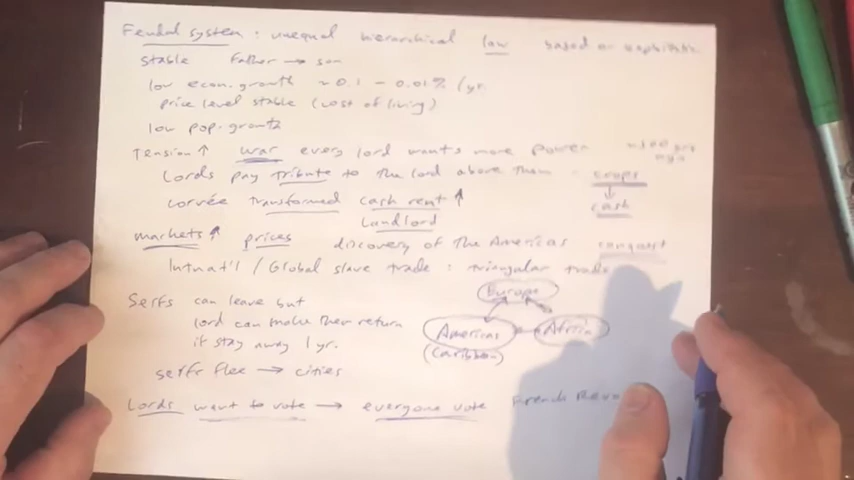 Feudal system : unequal hierarchical law based on
stable Father → son
low econ. growth ~0.1 - 0.01% / yr.
price level stable (cost of living)
low pop. growth
Tension ↑ war every lord wants more power
Lords pay tribute to the lord above them - crops
↓
corvée transformed cash rent ↑ cash
Landlord
markets ↑ prices discovery of the Americas conquest
Intnat'l / Global slave trade : triangular trade
Europe
Serfs can leave but
lord can make them return
if stay away 1 yr.
Americas Africa
(Caribbean)
serfs flee → cities
Lords want to vote → everyone vote French